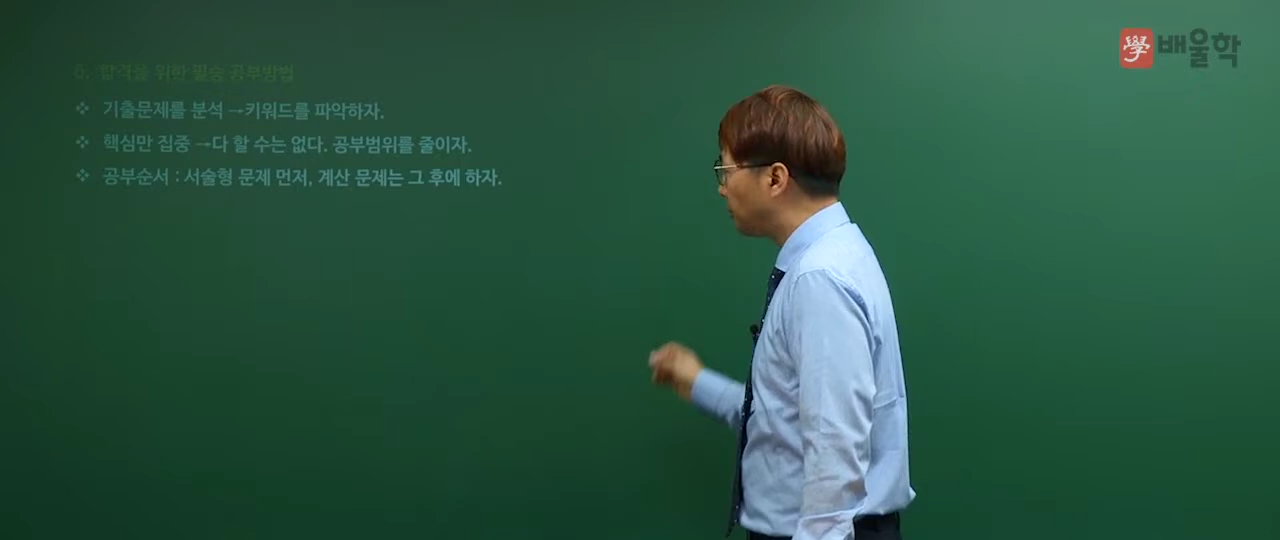 6. 합격을 위한 필승 공부방법
❖ 기출문제를 분석 →키워드를 파악하자.
❖ 핵심만 집중 →다 할 수는 없다. 공부범위를 줄이자.
❖ 공부순서 : 서술형 문제 먼저, 계산 문제는 그 후에 하자.
學 배울학